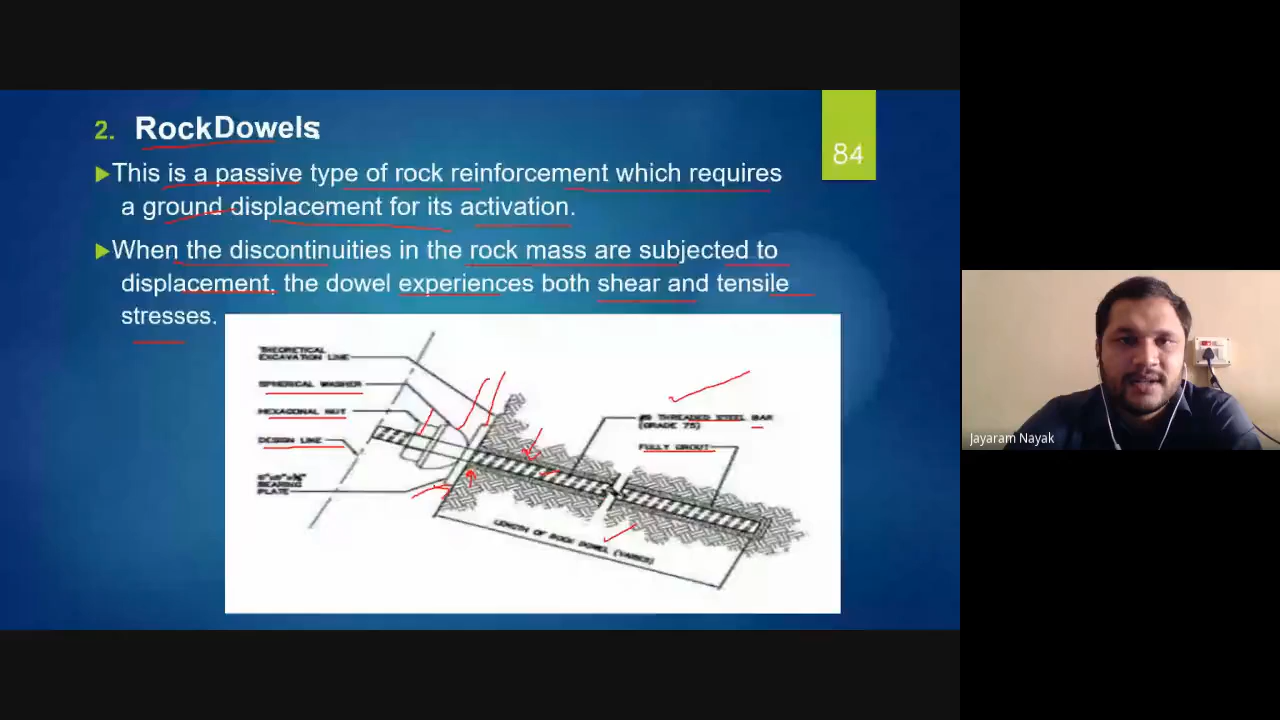 2. Rock Dowels:
84
▶This is a passive type of rock reinforcement which requires
a ground displacement for its activation.
▶When the discontinuities in the rock mass are subjected to
displacement, the dowel experiences both shear and tensile
stresses.
THEORETICAL
EXCAVATION LINE
SPHERICAL WASHER
HEXAGONAL NUT
DESIGN LINE
BEARING
PLATE
THREADED STEEL BAR
(GRADE 75)
FULLY GROUT
LENGTH OF ROCK DOWEL (VARIES)
Jayaram Nayak